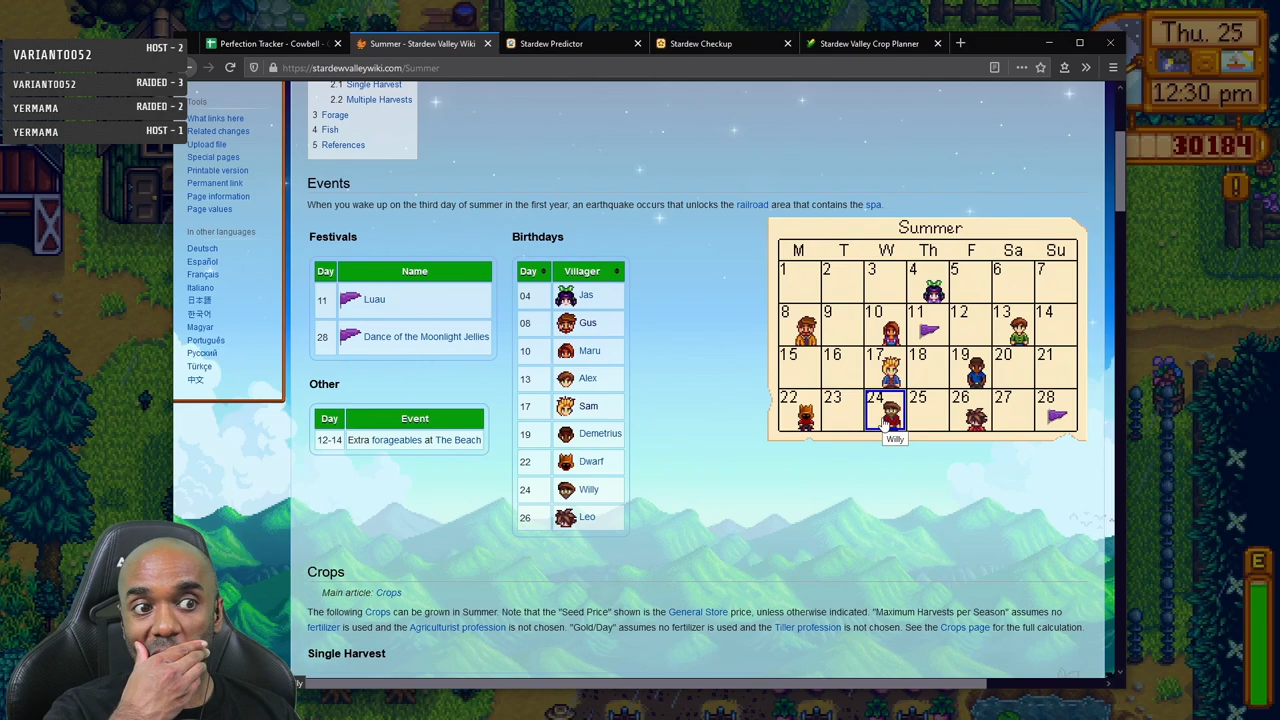 VARIANTOO52 HOST - 2
VARIANTOO52 RAIDED - 3
YERMAMA RAIDED - 2
YERMAMA HOST - 1
Perfection Tracker - Cowbell -
Summer - Stardew Valley Wiki
Stardew Predictor
Stardew Checkup
Stardew Valley Crop Planner
https://stardewvalleywiki.com/Summer
Thu. 25
12:30 pm
30184
Tools
What links here
Related changes
Upload file
Special pages
Printable version
Permanent link
Page information
Page values
In other languages
Deutsch
Español
Français
Italiano
日本語
한국어
Magyar
Português
Русский
Türkçe
中文
2.1 Single Harvest
2.2 Multiple Harvests
3 Forage
4 Fish
5 References
Events
When you wake up on the third day of summer in the first year, an earthquake occurs that unlocks the railroad area that contains the spa.
Festivals
Day Name
11 Luau
28 Dance of the Moonlight Jellies
Other
Day Event
12-14 Extra forageables at The Beach
Birthdays
Day Villager
04 Jas
08 Gus
10 Maru
13 Alex
17 Sam
19 Demetrius
22 Dwarf
24 Willy
26 Leo
Summer
M T W Th F Sa Su
1 2 3 4 5 6 7
8 9 10 11 12 13 14
15 16 17 18 19 20 21
22 23 24 25 26 27 28
Willy
Crops
Main article: Crops
The following Crops can be grown in Summer. Note that the "Seed Price" shown is the General Store price, unless otherwise indicated. "Maximum Harvests per Season" assumes no
fertilizer is used and the Agriculturist profession is not chosen. "Gold/Day" assumes no fertilizer is used and the Tiller profession is not chosen. See the Crops page for the full calculation.
Single Harvest
E